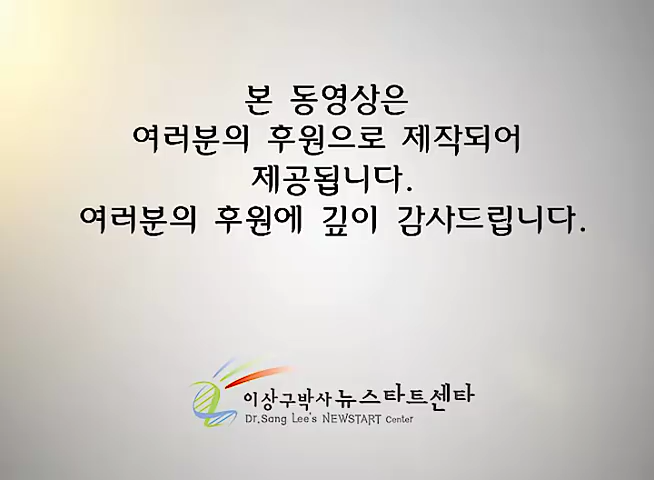 본 동영상은
여러분의 후원으로 제작되어
제공됩니다.
여러분의 후원에 깊이 감사드립니다.
이상구박사 뉴스타트센타
Dr.Sang Lee's NEWSTART Center